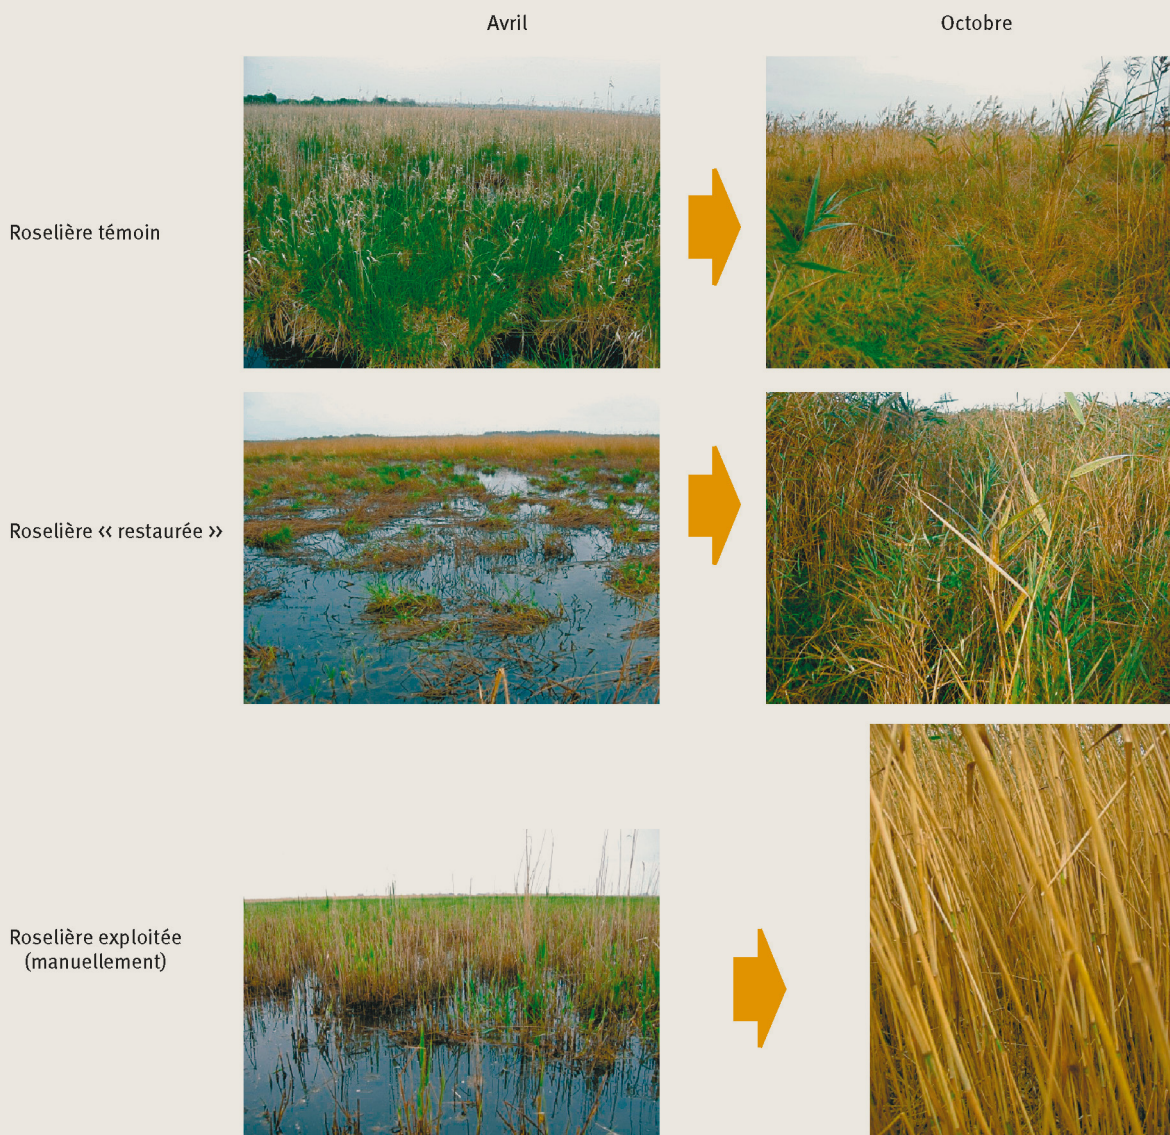 Avril
Octobre
Roselière témoin
Roselière « restaurée »
Roselière exploitée
(manuellement)